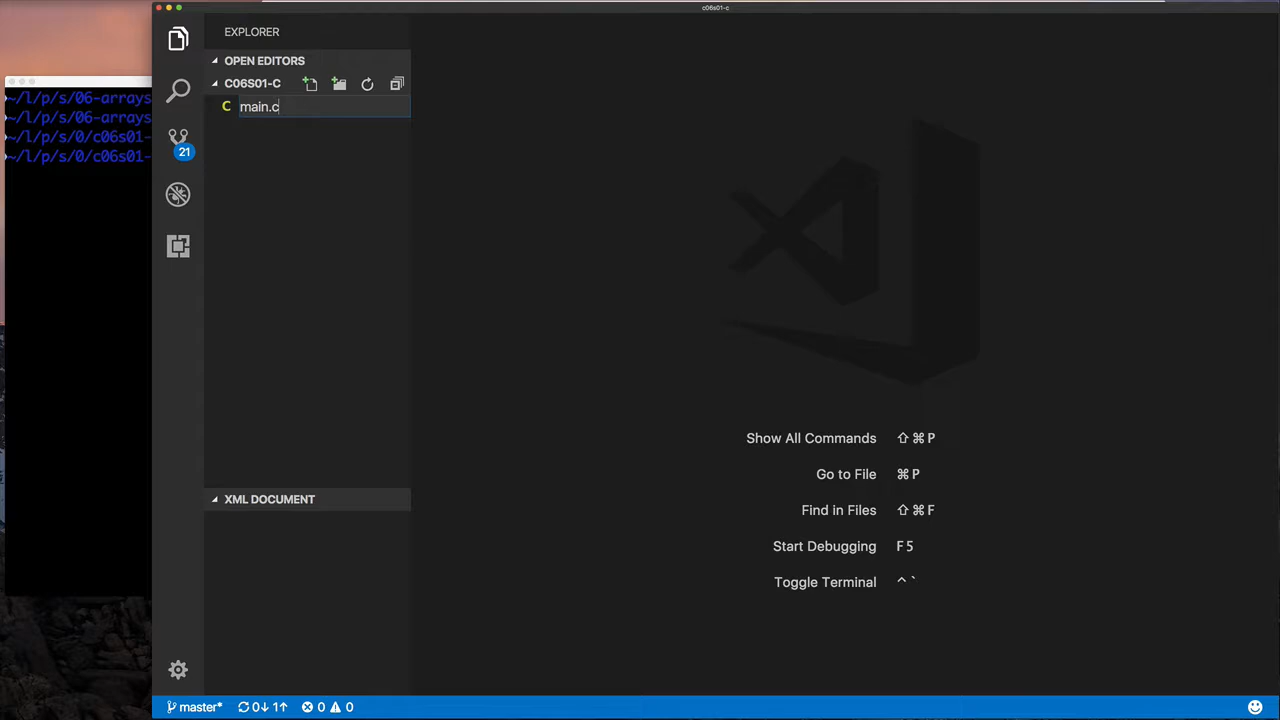 c06s01-c
EXPLORER
OPEN EDITORS
C06S01-C
main.c
~/l/p/s/06-arrays
~/l/p/s/06-arrays
~/l/p/s/0/c06s01-
~/l/p/s/0/c06s01-
21
Show All Commands ⇧⌘P
Go to File ⌘P
Find in Files ⇧⌘F
Start Debugging F5
Toggle Terminal ^`
XML DOCUMENT
master* 0↓ 1↑ 0 0